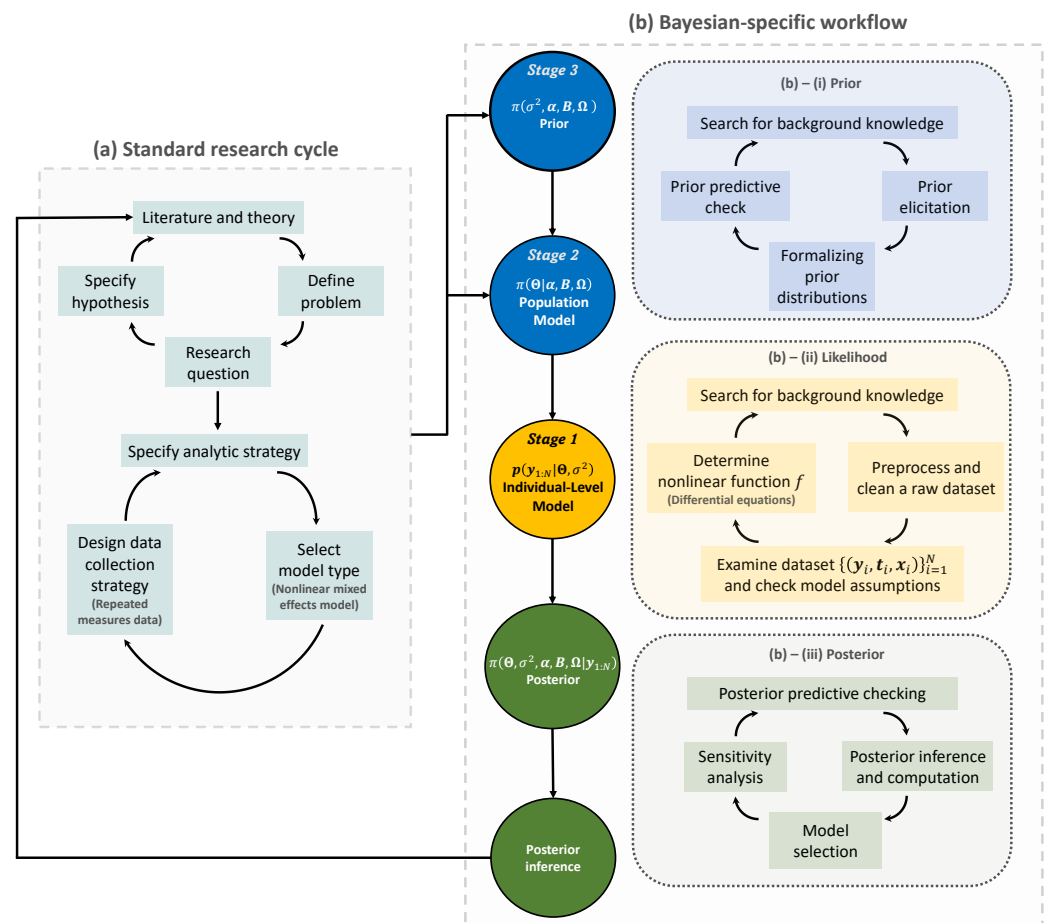 (b) Bayesian-specific workflow
(a) Standard research cycle
Literature and theory
Specify
hypothesis
Define
problem
Research
question
Specify analytic strategy
Design data
collection
strategy
(Repeated
measures data)
Select
model type
(Nonlinear mixed
effects model)
Stage 3
π(σ², α, B, Ω )
Prior
Stage 2
π(Θ|α, B, Ω)
Population
Model
Stage 1
p(y₁:N|Θ, σ²)
Individual-Level
Model
π(Θ, σ², α, B, Ω|y₁:N)
Posterior
Posterior
inference
(b) – (i) Prior
Search for background knowledge
Prior predictive
check
Prior
elicitation
Formalizing
prior
distributions
(b) – (ii) Likelihood
Search for background knowledge
Determine
nonlinear function f
(Differential equations)
Preprocess and
clean a raw dataset
Examine dataset {(yᵢ, tᵢ, xᵢ)}ᵢ₌₁ᴺ
and check model assumptions
(b) – (iii) Posterior
Posterior predictive checking
Sensitivity
analysis
Posterior inference
and computation
Model
selection